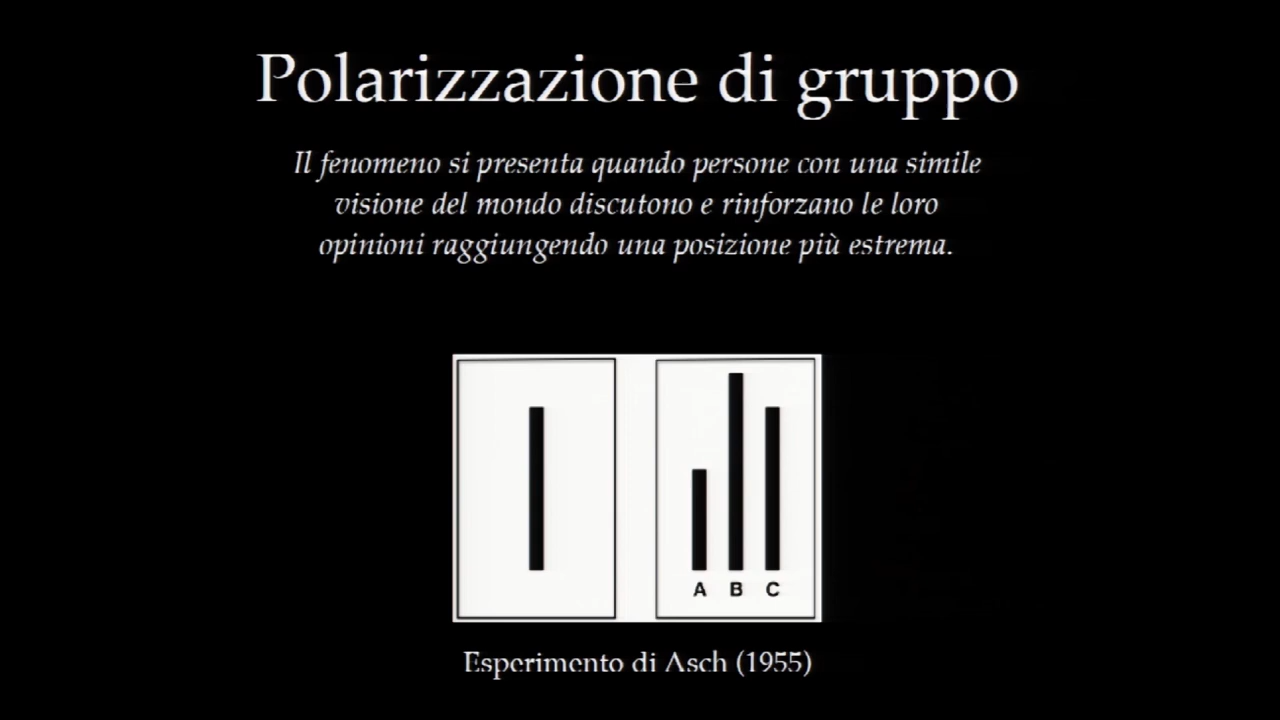 Polarizzazione di gruppo
Il fenomeno si presenta quando persone con una simile
visione del mondo discutono e rinforzano le loro
opinioni raggiungendo una posizione più estrema.
A B C
Esperimento di Asch (1955)